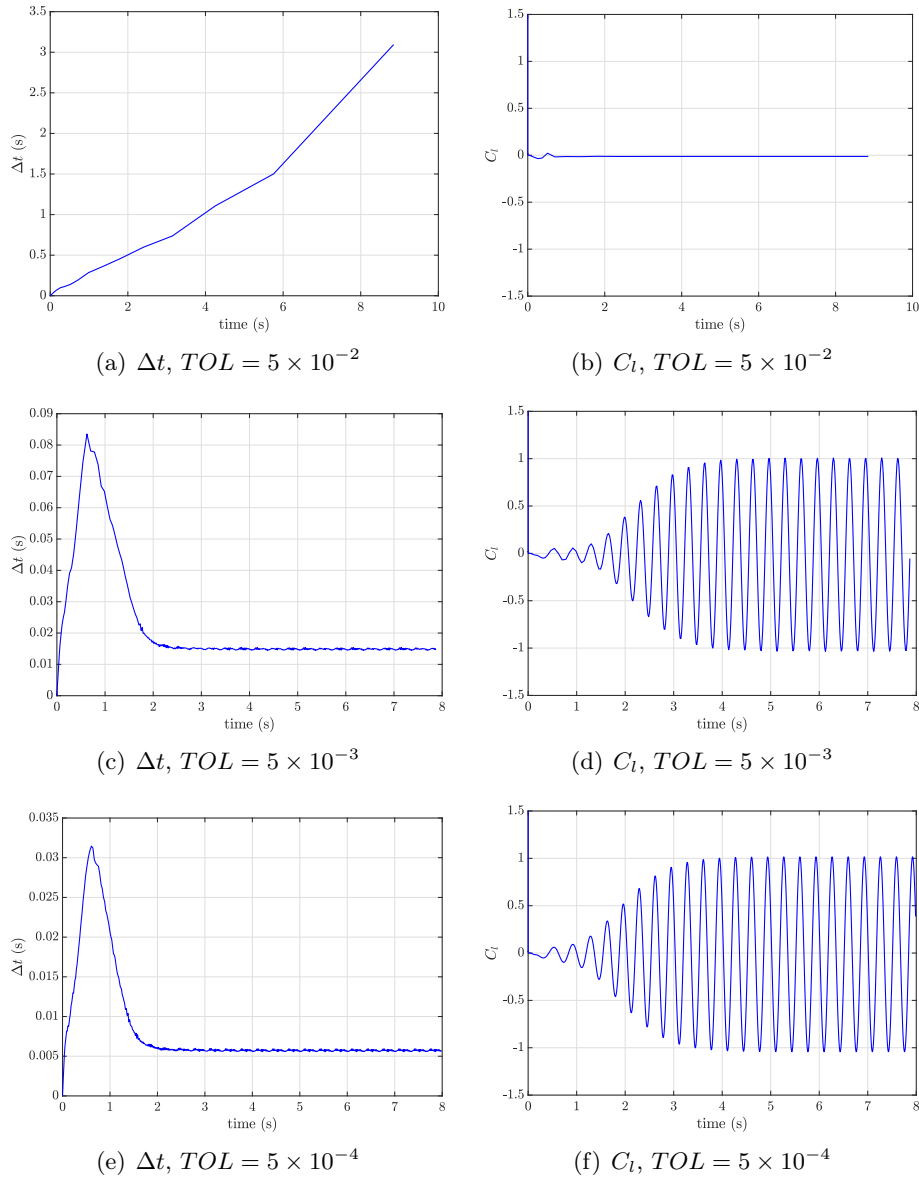 3.5
3
2.5
2
1.5
1
0.5
0
Δt (s)
0 2 4 6 8 10
time (s)
(a) Δt, TOL = 5 × 10⁻²
1.5
1
0.5
0
-0.5
-1
-1.5
C_l
0 2 4 6 8 10
time (s)
(b) C_l, TOL = 5 × 10⁻²
0.09
0.08
0.07
0.06
0.05
0.04
0.03
0.02
0.01
0
Δt (s)
0 1 2 3 4 5 6 7 8
time (s)
(c) Δt, TOL = 5 × 10⁻³
1.5
1
0.5
0
-0.5
-1
-1.5
C_l
0 1 2 3 4 5 6 7 8
time (s)
(d) C_l, TOL = 5 × 10⁻³
0.035
0.03
0.025
0.02
0.015
0.01
0.005
0
Δt (s)
0 1 2 3 4 5 6 7 8
time (s)
(e) Δt, TOL = 5 × 10⁻⁴
1.5
1
0.5
0
-0.5
-1
-1.5
C_l
0 1 2 3 4 5 6 7 8
time (s)
(f) C_l, TOL = 5 × 10⁻⁴